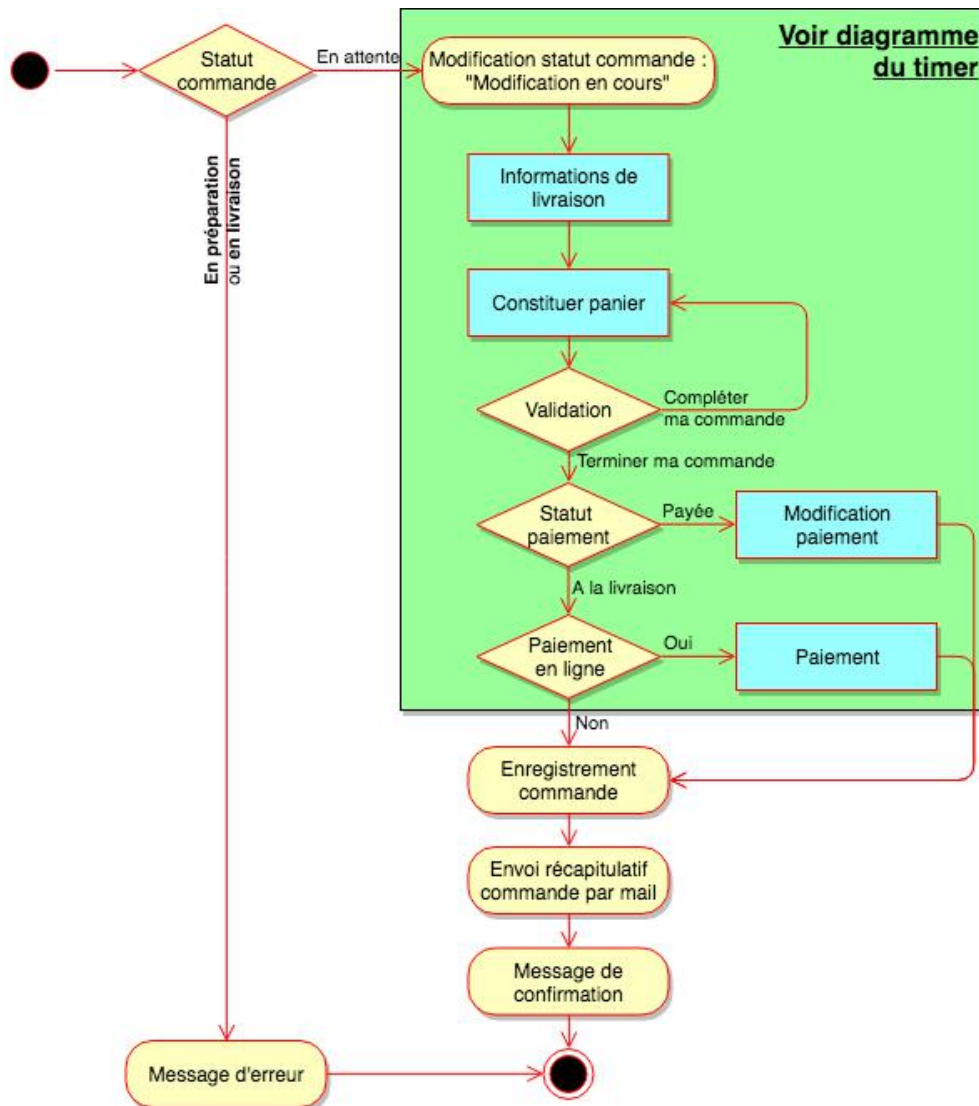 Voir diagramme
du timer
Statut
commande
En attente
Modification statut commande :
"Modification en cours"
En préparation
ou en livraison
Informations de
livraison
Constituer panier
Validation
Compléter
ma commande
Terminer ma commande
Statut
paiement
Payée
Modification
paiement
A la livraison
Paiement
en ligne
Oui
Paiement
Non
Enregistrement
commande
Envoi récapitulatif
commande par mail
Message de
confirmation
Message d'erreur